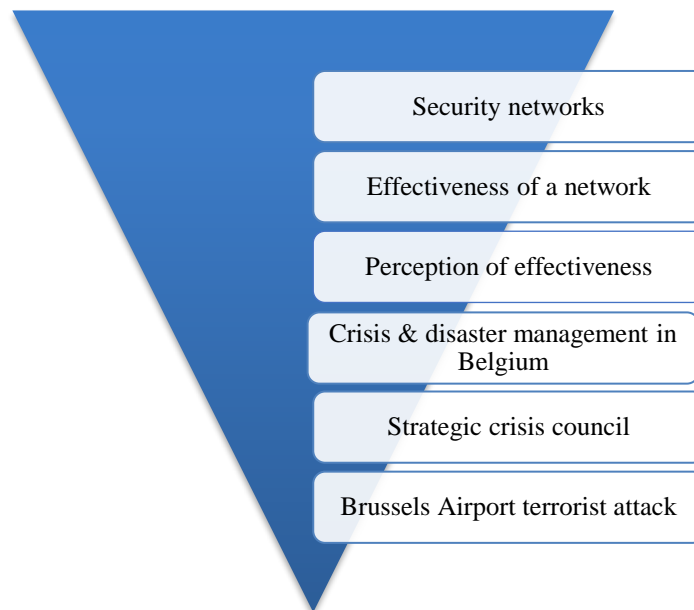 Security networks
Effectiveness of a network
Perception of effectiveness
Crisis & disaster management in
Belgium
Strategic crisis council
Brussels Airport terrorist attack